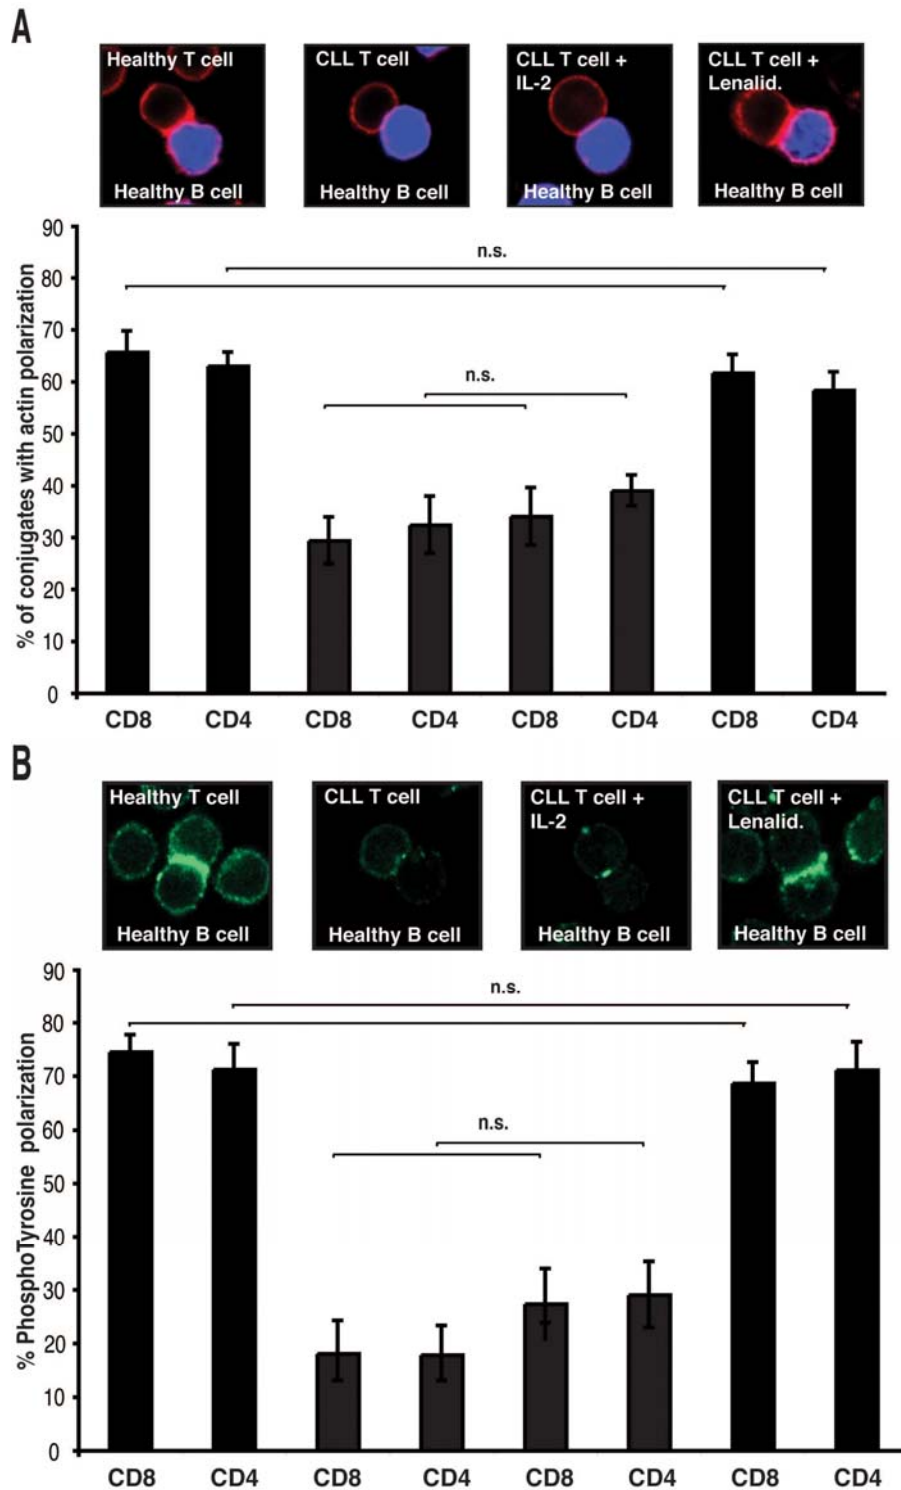 A
Healthy T cell
Healthy B cell
CLL T cell
Healthy B cell
CLL T cell +
IL-2
Healthy B cell
CLL T cell +
Lenalid.
Healthy B cell
% of conjugates with actin polarization
90
80
70
60
50
40
30
20
10
0
n.s.
n.s.
CD8 CD4 CD8 CD4 CD8 CD4 CD8 CD4
B
Healthy T cell
Healthy B cell
CLL T cell
Healthy B cell
CLL T cell +
IL-2
Healthy B cell
CLL T cell +
Lenalid.
Healthy B cell
% PhosphoTyrosine polarization
90
80
70
60
50
40
30
20
10
0
n.s.
n.s.
CD8 CD4 CD8 CD4 CD8 CD4 CD8 CD4